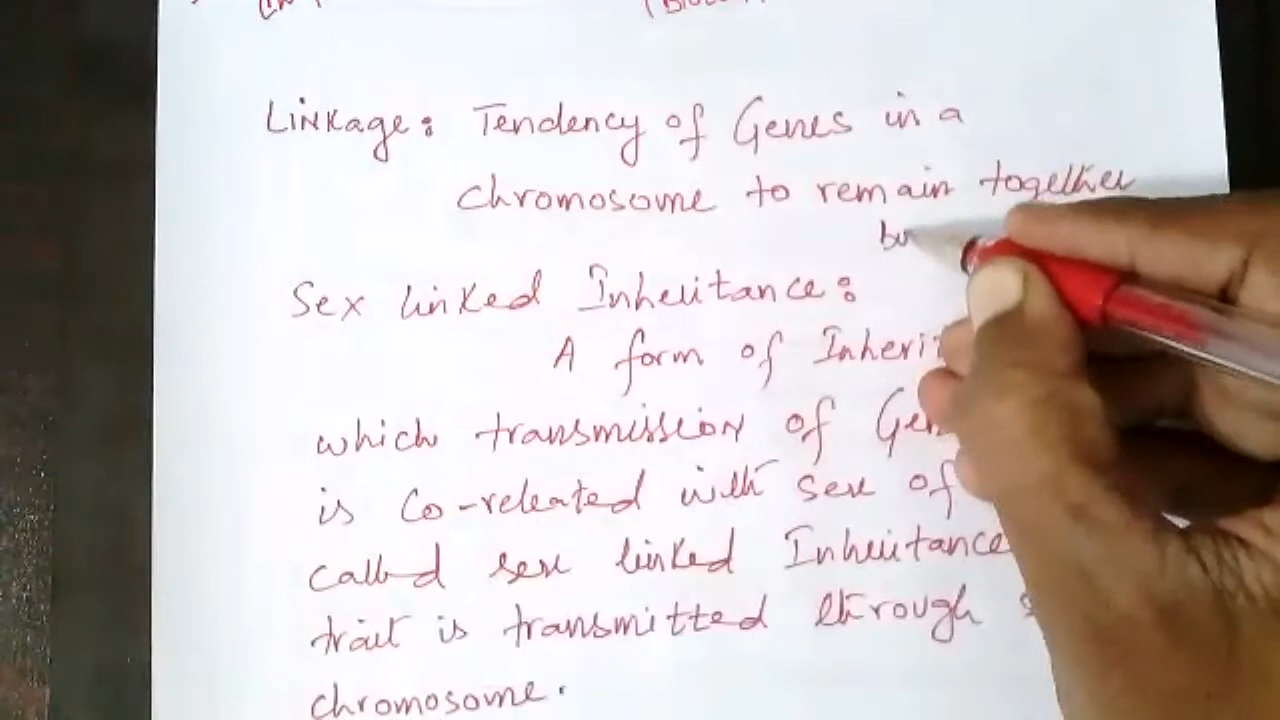 Linkage: Tendency of Genes in a
chromosome to remain together
Sex linked Inheritance:
A form of
which transmission of
is Co-releated with sex of
called sex linked Inheritance
trait is transmitted through
chromosome.